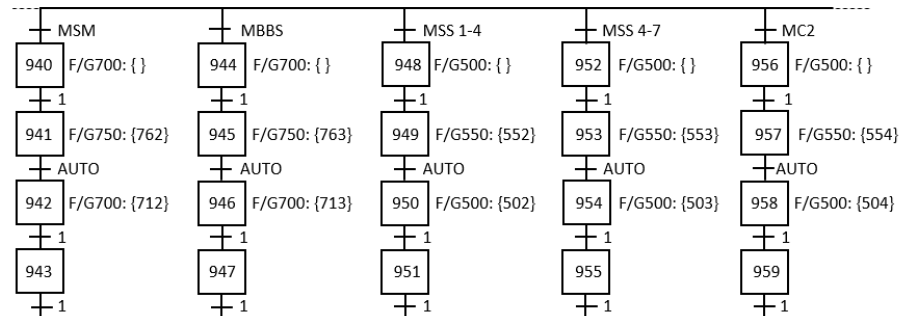 MSM MBBS MSS 1-4 MSS 4-7 MC2
940 F/G700: { } 944 F/G700: { } 948 F/G500: { } 952 F/G500: { } 956 F/G500: { }
1 1 1 1 1
941 F/G750: {762} 945 F/G750: {763} 949 F/G550: {552} 953 F/G550: {553} 957 F/G550: {554}
AUTO AUTO AUTO AUTO AUTO
942 F/G700: {712} 946 F/G700: {713} 950 F/G500: {502} 954 F/G500: {503} 958 F/G500: {504}
1 1 1 1 1
943 947 951 955 959
1 1 1 1 1